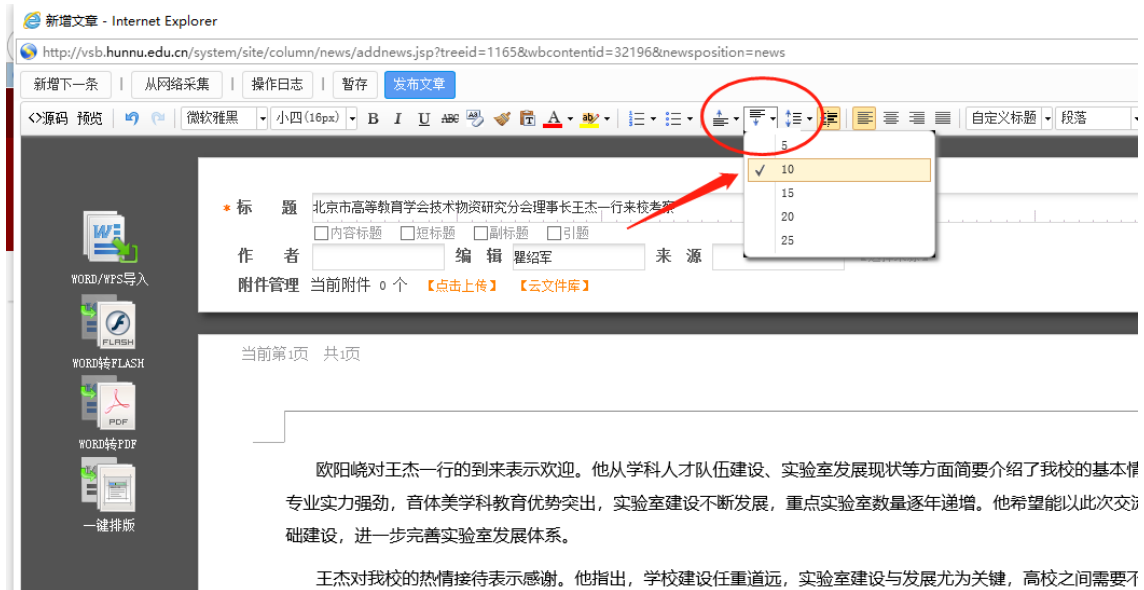 新增文章 - Internet Explorer
http://vsb.hunnu.edu.cn/system/site/column/news/addnews.jsp?treeid=1165&wbcontentid=32196&newsposition=news
新增下一条 | 从网络采集 | 操作日志 | 暂存 发布文章
<>源码 预览 微软雅黑 小四(16px) B I U ABC A ab 自定义标题 段落
5
10
15
20
25
* 标 题 北京市高等教育学会技术物资研究分会理事长王杰一行来校考察
内容标题 短标题 副标题 引题
作 者 编 辑 瞿绍军 来 源
附件管理 当前附件 0 个 【点击上传】 【云文件库】
WORD/WPS导入
FLASH
WORD转FLASH
PDF
WORD转PDF
一键排版
当前第1页 共1页
欧阳峣对王杰一行的到来表示欢迎。他从学科人才队伍建设、实验室发展现状等方面简要介绍了我校的基本情
专业实力强劲，音体美学科教育优势突出，实验室建设不断发展，重点实验室数量逐年递增。他希望能以此次交流
础建设，进一步完善实验室发展体系。
王杰对我校的热情接待表示感谢。他指出，学校建设任重道远，实验室建设与发展尤为关键，高校之间需要不